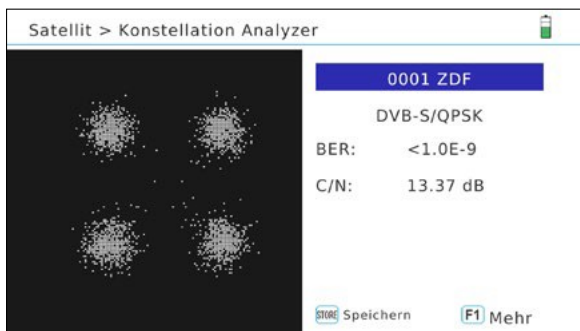 Satellit > Konstellation Analyzer
0001 ZDF
DVB-S/QPSK
BER: <1.0E-9
C/N: 13.37 dB
STORE Speichern F1 Mehr